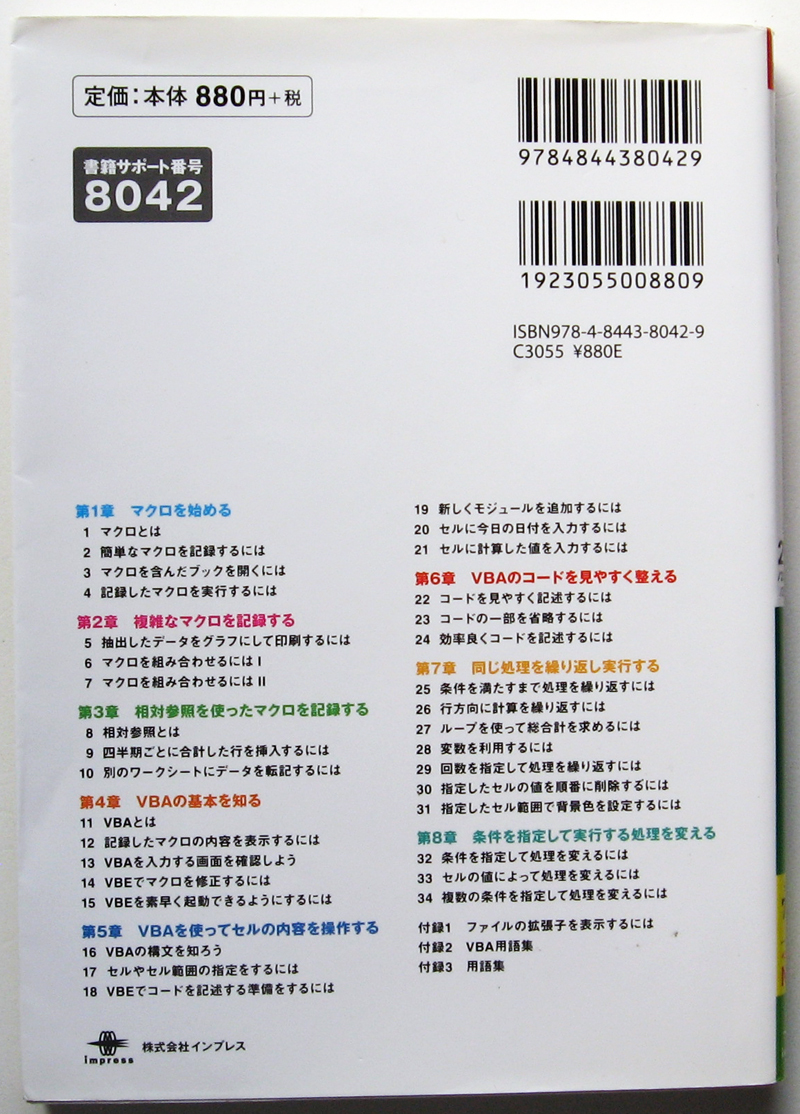 定価：本体 880円＋税
書籍サポート番号
8042
9784844380429
1923055008809
ISBN978-4-8443-8042-9
C3055 ¥880E
第1章 マクロを始める
1 マクロとは
2 簡単なマクロを記録するには
3 マクロを含んだブックを開くには
4 記録したマクロを実行するには
第2章 複雑なマクロを記録する
5 抽出したデータをグラフにして印刷するには
6 マクロを組み合わせるには I
7 マクロを組み合わせるには II
第3章 相対参照を使ったマクロを記録する
8 相対参照とは
9 四半期ごとに合計した行を挿入するには
10 別のワークシートにデータを転記するには
第4章 VBAの基本を知る
11 VBAとは
12 記録したマクロの内容を表示するには
13 VBAを入力する画面を確認しよう
14 VBEでマクロを修正するには
15 VBEを素早く起動できるようにするには
第5章 VBAを使ってセルの内容を操作する
16 VBAの構文を知ろう
17 セルやセル範囲の指定をするには
18 VBEでコードを記述する準備をするには
19 新しくモジュールを追加するには
20 セルに今日の日付を入力するには
21 セルに計算した値を入力するには
第6章 VBAのコードを見やすく整える
22 コードを見やすく記述するには
23 コードの一部を省略するには
24 効率良くコードを記述するには
第7章 同じ処理を繰り返し実行する
25 条件を満たすまで処理を繰り返すには
26 行方向に計算を繰り返すには
27 ループを使って総合計を求めるには
28 変数を利用するには
29 回数を指定して処理を繰り返すには
30 指定したセルの値を順番に削除するには
31 指定したセル範囲で背景色を設定するには
第8章 条件を指定して実行する処理を変える
32 条件を指定して処理を変えるには
33 セルの値によって処理を変えるには
34 複数の条件を指定して処理を変えるには
付録1 ファイルの拡張子を表示するには
付録2 VBA用語集
付録3 用語集
impress
株式会社インプレス